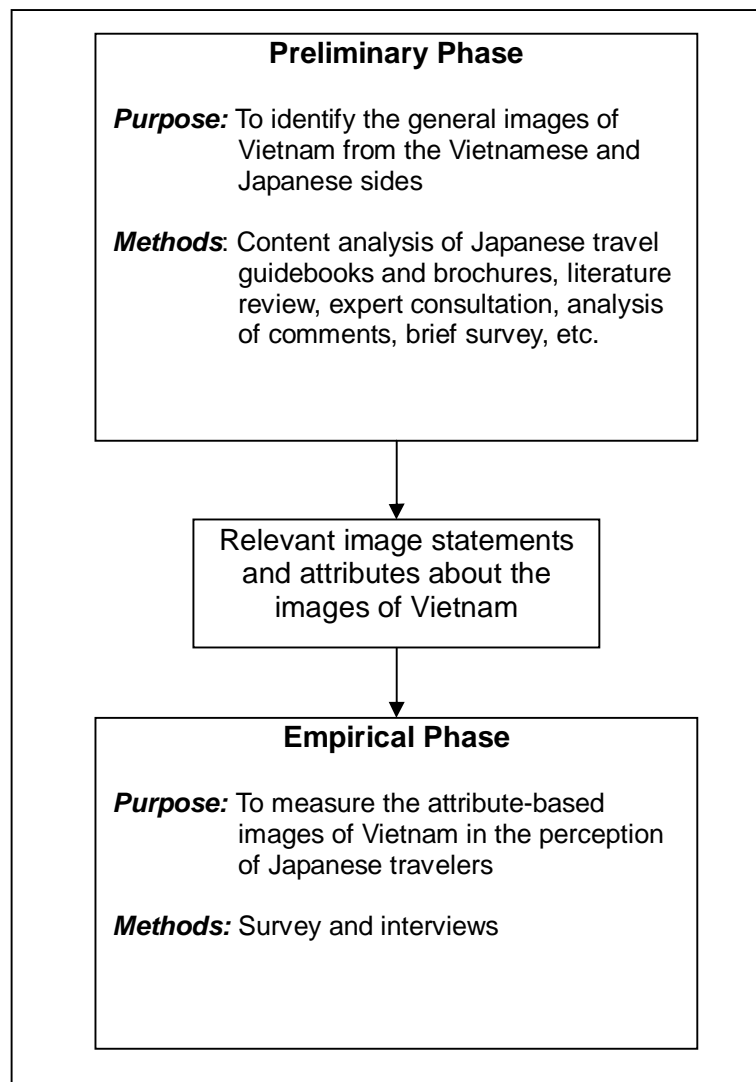 Preliminary Phase
Purpose: To identify the general images of
Vietnam from the Vietnamese and
Japanese sides
Methods: Content analysis of Japanese travel
guidebooks and brochures, literature
review, expert consultation, analysis
of comments, brief survey, etc.
Relevant image statements
and attributes about the
images of Vietnam
Empirical Phase
Purpose: To measure the attribute-based
images of Vietnam in the perception
of Japanese travelers
Methods: Survey and interviews